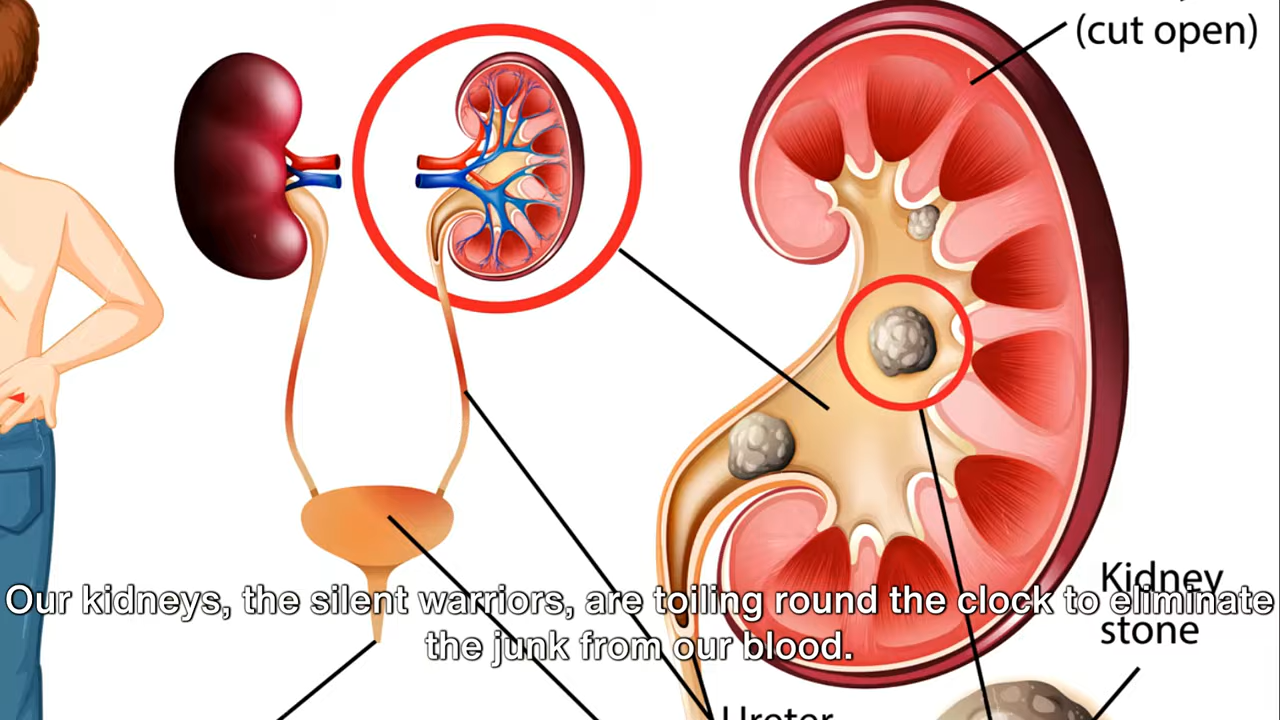 (cut open)
Kidney
stone
Our kidneys, the silent warriors, are toiling round the clock to eliminate
the junk from our blood.
Ureter